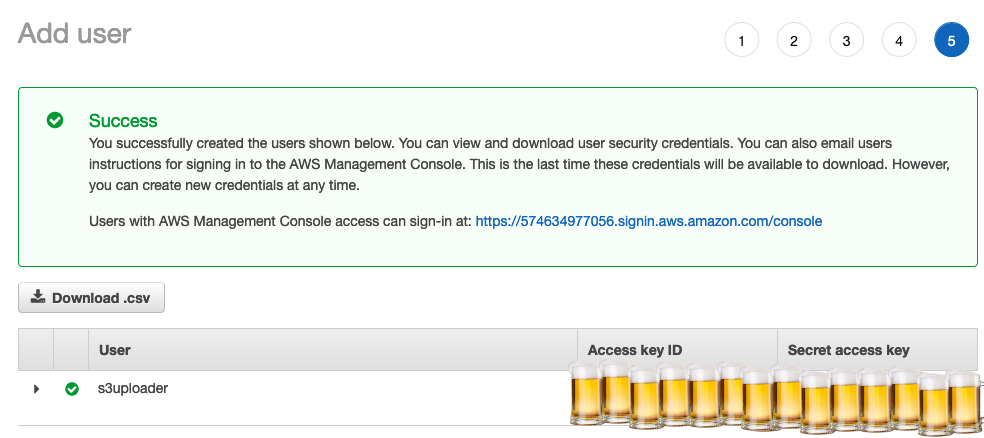 Add user
1 2 3 4 5
Success
You successfully created the users shown below. You can view and download user security credentials. You can also email users
instructions for signing in to the AWS Management Console. This is the last time these credentials will be available to download. However,
you can create new credentials at any time.
Users with AWS Management Console access can sign-in at: https://574634977056.signin.aws.amazon.com/console
Download .csv
User Access key ID Secret access key
s3uploader